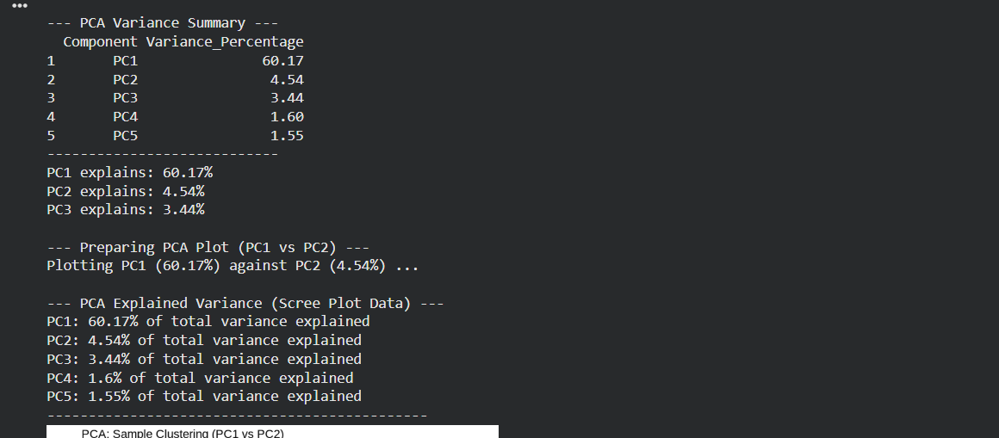 --- PCA Variance Summary ---
Component Variance_Percentage
1 PC1 60.17
2 PC2 4.54
3 PC3 3.44
4 PC4 1.60
5 PC5 1.55
----------------------------
PC1 explains: 60.17%
PC2 explains: 4.54%
PC3 explains: 3.44%
--- Preparing PCA Plot (PC1 vs PC2) ---
Plotting PC1 (60.17%) against PC2 (4.54%) ...
--- PCA Explained Variance (Scree Plot Data) ---
PC1: 60.17% of total variance explained
PC2: 4.54% of total variance explained
PC3: 3.44% of total variance explained
PC4: 1.6% of total variance explained
PC5: 1.55% of total variance explained
----------------------------------------------
PCA: Sample Clustering (PC1 vs PC2)